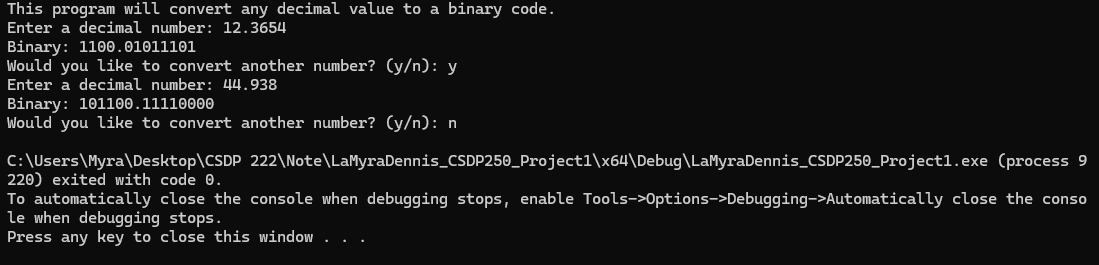 This program will convert any decimal value to a binary code.
Enter a decimal number: 12.3654
Binary: 1100.01011101
Would you like to convert another number? (y/n): y
Enter a decimal number: 44.938
Binary: 101100.11110000
Would you like to convert another number? (y/n): n

C:\Users\Myra\Desktop\CSDP 222\Note\LaMyraDennis_CSDP250_Project1\x64\Debug\LaMyraDennis_CSDP250_Project1.exe (process 9
220) exited with code 0.
To automatically close the console when debugging stops, enable Tools->Options->Debugging->Automatically close the conso
le when debugging stops.
Press any key to close this window . . .